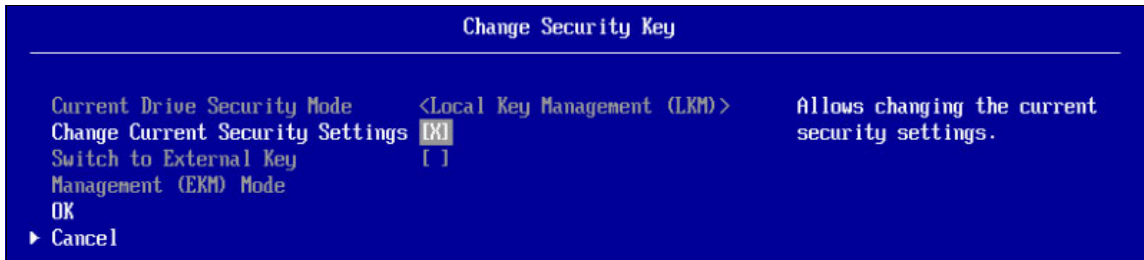 Change Security Key
Current Drive Security Mode <Local Key Management (LKM)> Allows changing the current
Change Current Security Settings [X] security settings.
Switch to External Key [ ]
Management (EKM) Mode
OK
Cancel